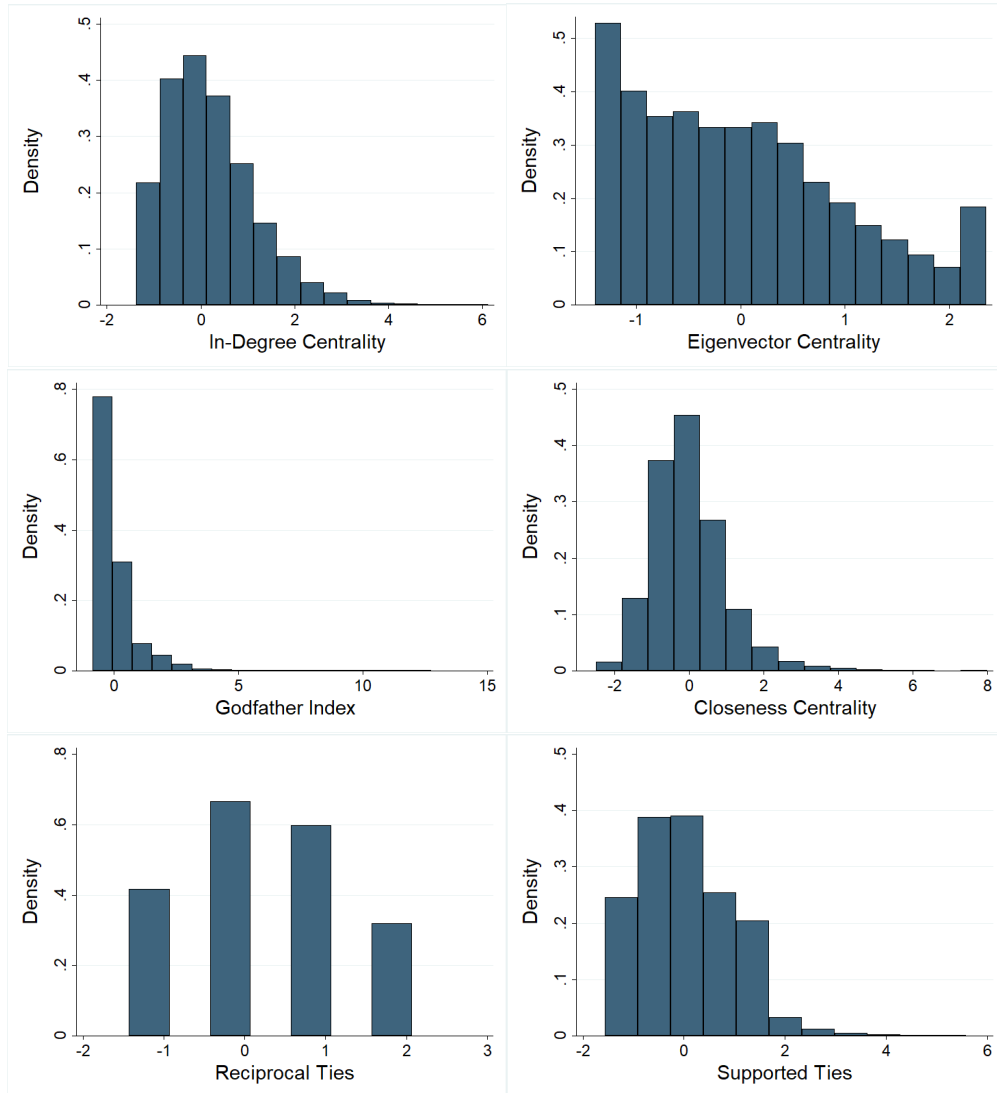 Density
0 .1 .2 .3 .4 .5
-2 0 2 4 6
In-Degree Centrality
Density
0 .1 .2 .3 .4 .5
-1 0 1 2
Eigenvector Centrality
Density
0 .2 .4 .6 .8
0 5 10 15
Godfather Index
Density
0 .1 .2 .3 .4 .5
-2 0 2 4 6 8
Closeness Centrality
Density
0 .2 .4 .6 .8
-2 -1 0 1 2 3
Reciprocal Ties
Density
0 .1 .2 .3 .4 .5
-2 0 2 4 6
Supported Ties